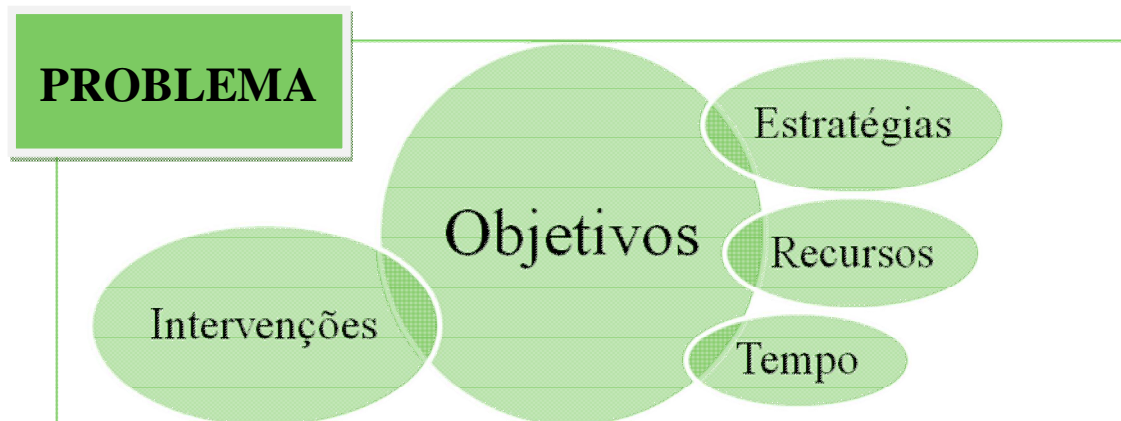 PROBLEMA
Estratégias
Objetivos
Recursos
Intervenções
Tempo